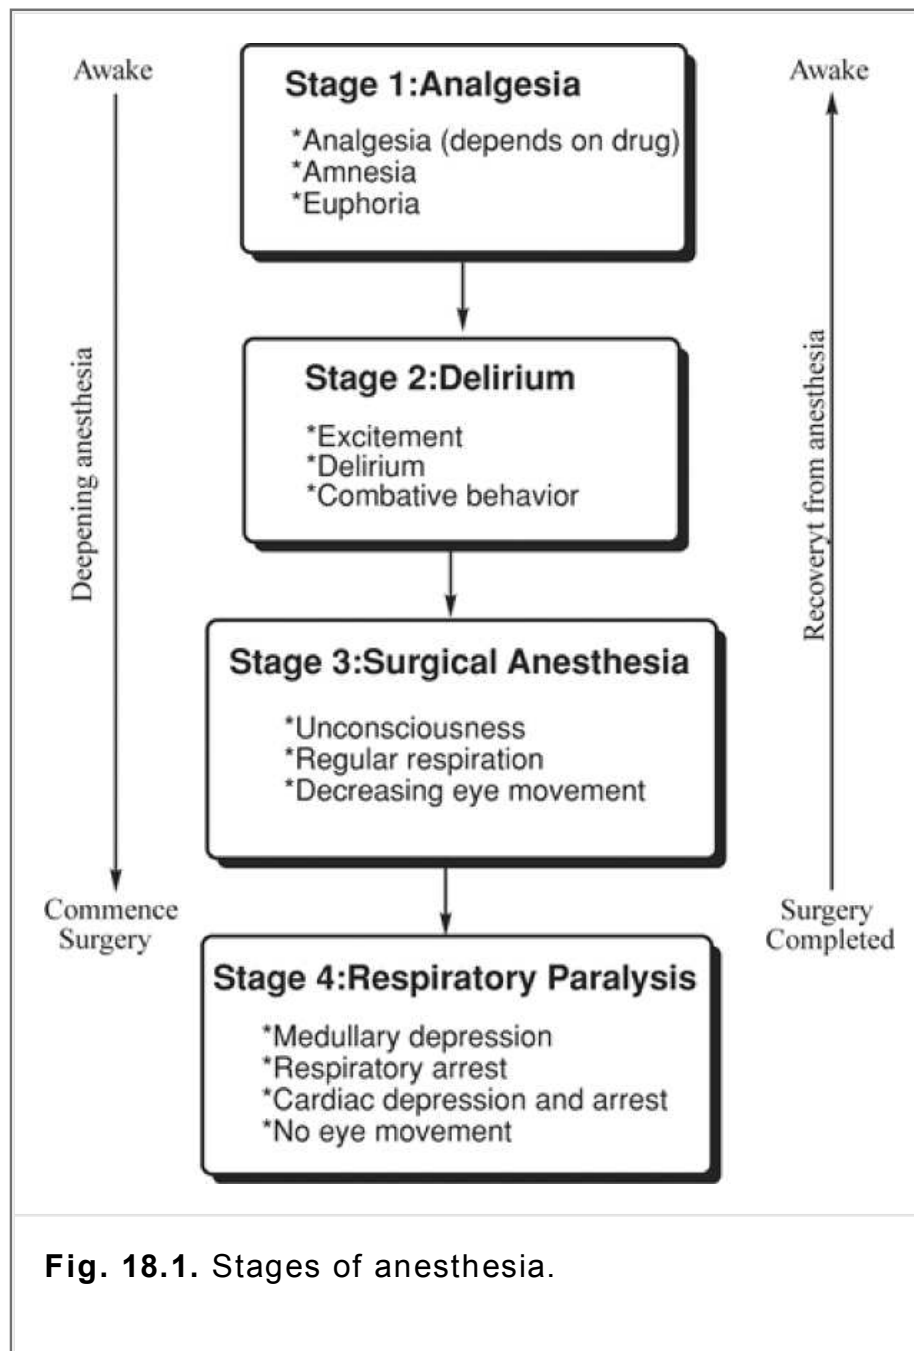 Awake
Deepening anesthesia
Commence
Surgery
Stage 1:Analgesia
*Analgesia (depends on drug)
*Amnesia
*Euphoria
Stage 2:Delirium
*Excitement
*Delirium
*Combative behavior
Stage 3:Surgical Anesthesia
*Unconsciousness
*Regular respiration
*Decreasing eye movement
Stage 4:Respiratory Paralysis
*Medullary depression
*Respiratory arrest
*Cardiac depression and arrest
*No eye movement
Awake
Recoveryt from anesthesia
Surgery
Completed
Fig. 18.1. Stages of anesthesia.